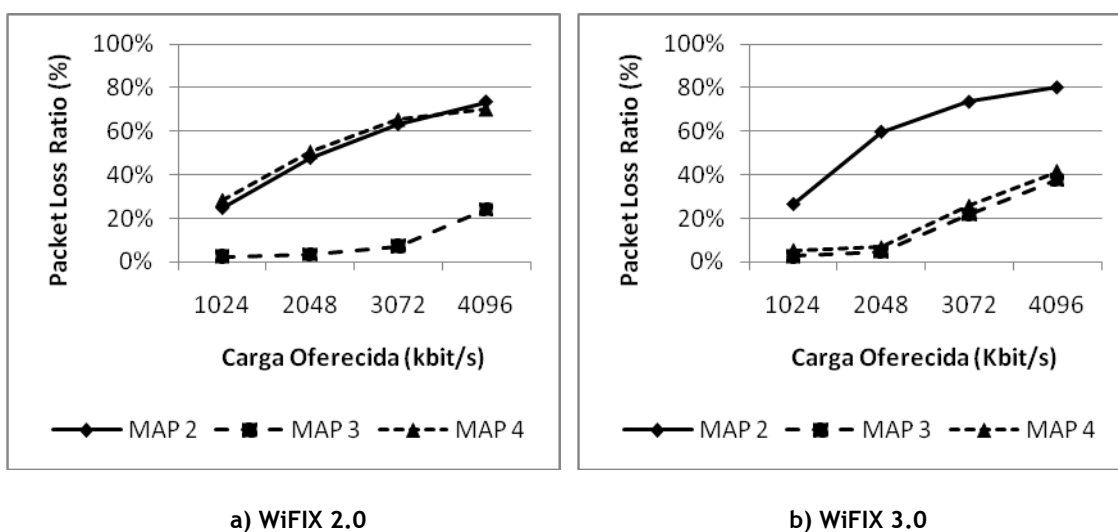 Packet Loss Ratio (%)
100%
80%
60%
40%
20%
0%
1024 2048 3072 4096
Carga Oferecida (kbit/s)
MAP 2 MAP 3 MAP 4
a) WiFIX 2.0
Packet Loss Ratio (%)
100%
80%
60%
40%
20%
0%
1024 2048 3072 4096
Carga Oferecida (Kbit/s)
MAP 2 MAP 3 MAP 4
b) WiFIX 3.0